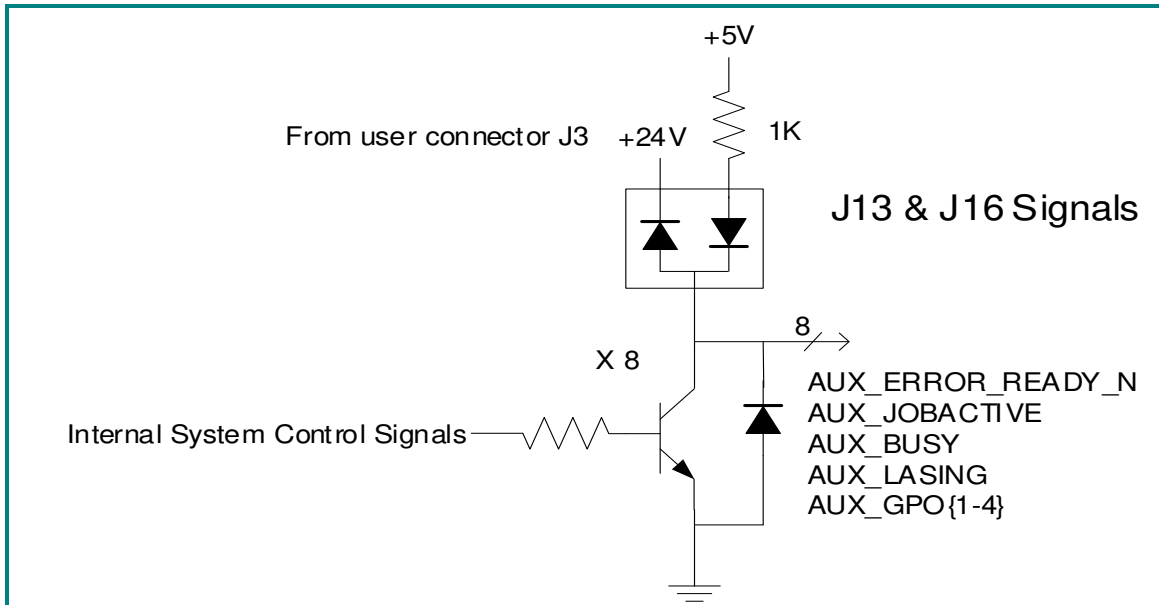 +5V
1K
From user connector J3 +24V
J13 & J16 Signals
8
X 8
AUX_ERROR_READY_N
AUX_JOBACTIVE
Internal System Control Signals
AUX_BUSY
AUX_LASING
AUX_GPO{1-4}